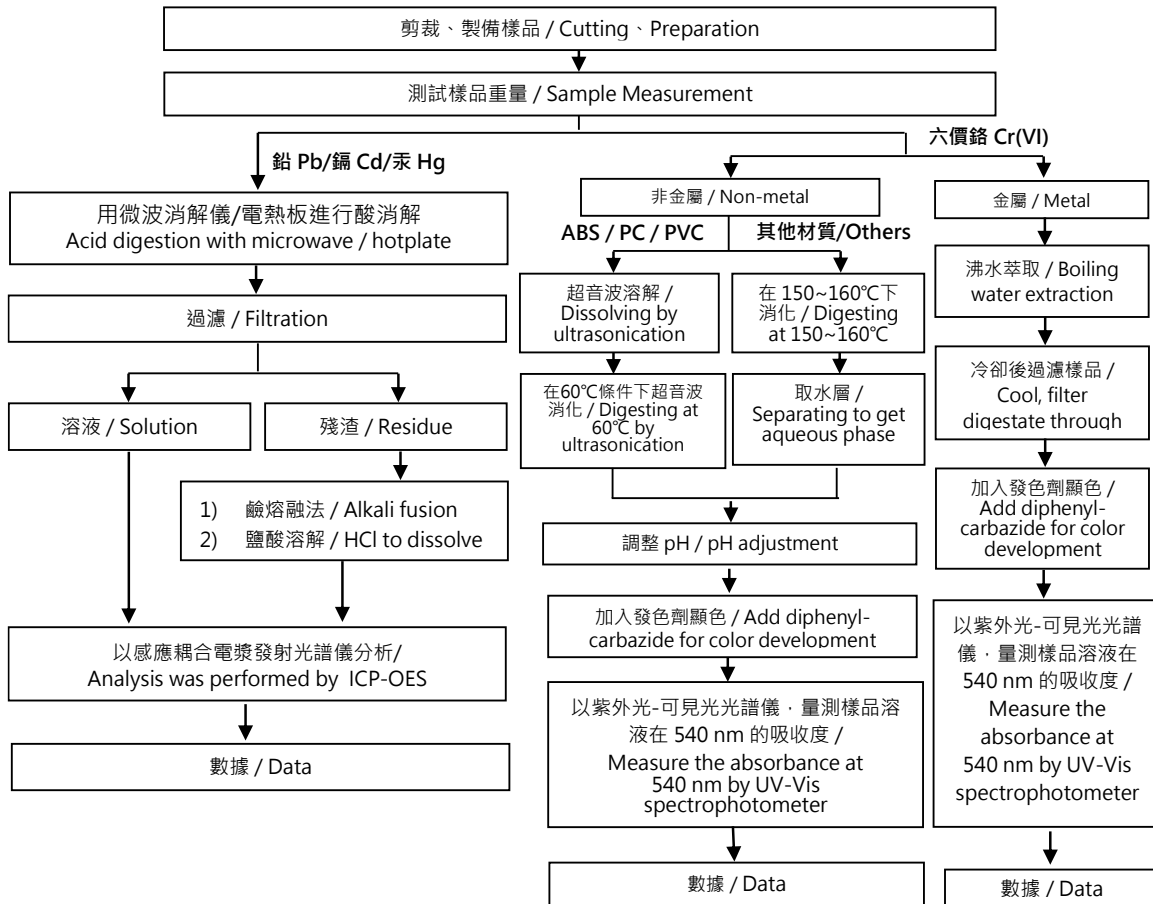 剪裁、製備樣品 / Cutting、Preparation
測試樣品重量 / Sample Measurement
鉛 Pb/鎘 Cd/汞 Hg
用微波消解儀/電熱板進行酸消解
Acid digestion with microwave / hotplate
過濾 / Filtration
溶液 / Solution
殘渣 / Residue
1) 鹼熔融法 / Alkali fusion
2) 鹽酸溶解 / HCl to dissolve
以感應耦合電漿發射光譜儀分析/
Analysis was performed by ICP-OES
數據 / Data
六價鉻 Cr(VI)
非金屬 / Non-metal
ABS / PC / PVC
其他材質/Others
超音波溶解 /
Dissolving by
ultrasonication
在60℃條件下超音波
消化 / Digesting at
60℃ by
ultrasonication
在 150~160℃下
消化 / Digesting
at 150~160℃
取水層 /
Separating to get
aqueous phase
調整 pH / pH adjustment
加入發色劑顯色 / Add diphenyl-
carbazide for color development
以紫外光-可見光光譜儀，量測樣品溶
液在 540 nm 的吸收度 /
Measure the absorbance at
540 nm by UV-Vis
spectrophotometer
數據 / Data
金屬 / Metal
沸水萃取 / Boiling
water extraction
冷卻後過濾樣品 /
Cool, filter
digestate through
加入發色劑顯色 /
Add diphenyl-
carbazide for color
development
以紫外光-可見光光譜
儀，量測樣品溶液在
540 nm 的吸收度 /
Measure the
absorbance at
540 nm by UV-Vis
spectrophotometer
數據 / Data